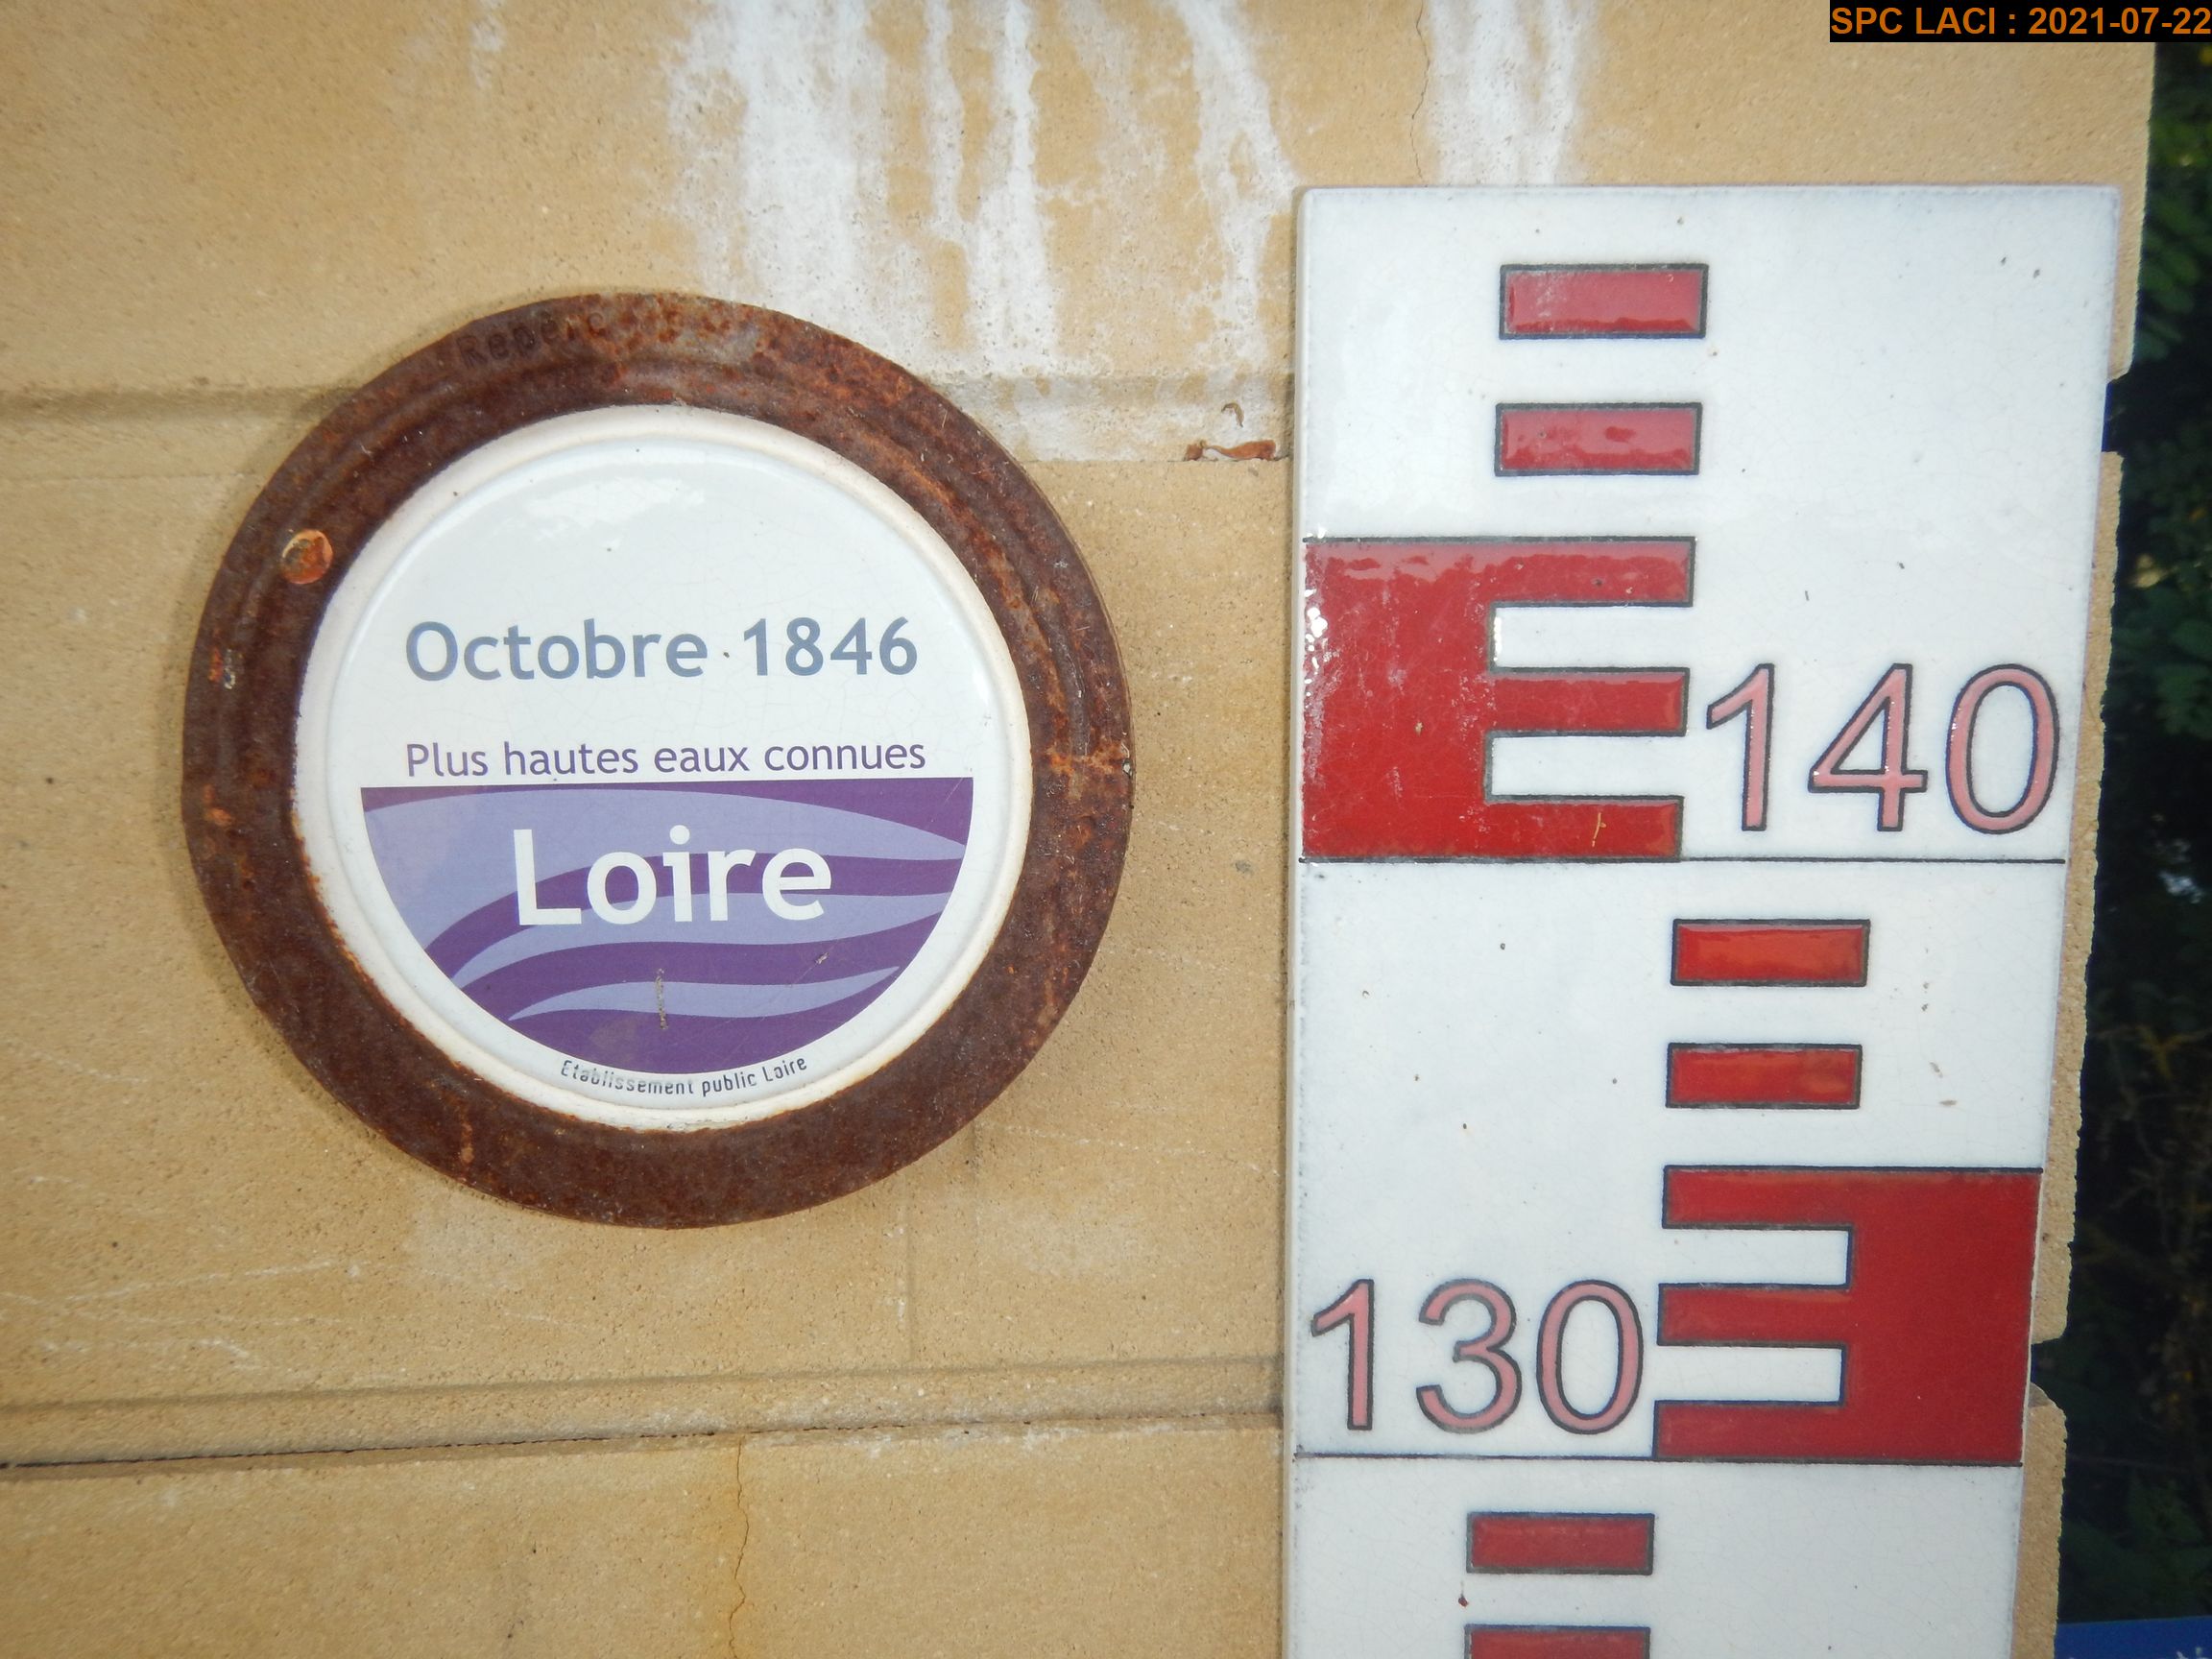 SPC LACI : 2021-07-22
Octobre 1846
Plus hautes eaux connues
Loire
Etablissement public Loire
140
130